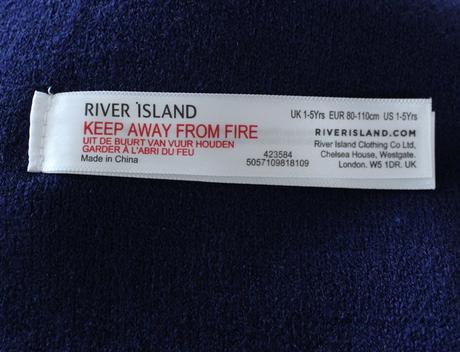 RIVER ISLAND
KEEP AWAY FROM FIRE
UIT DE BUURT VAN VUUR HOUDEN
GARDER À L'ABRI DU FEU
Made in China
423584
5057109818109
UK 1-5Yrs EUR 80-110cm US 1-5Yrs
RIVERISLAND.COM
River Island Clothing Co Ltd,
Chelsea House, Westgate.
London. W5 1DR. UK